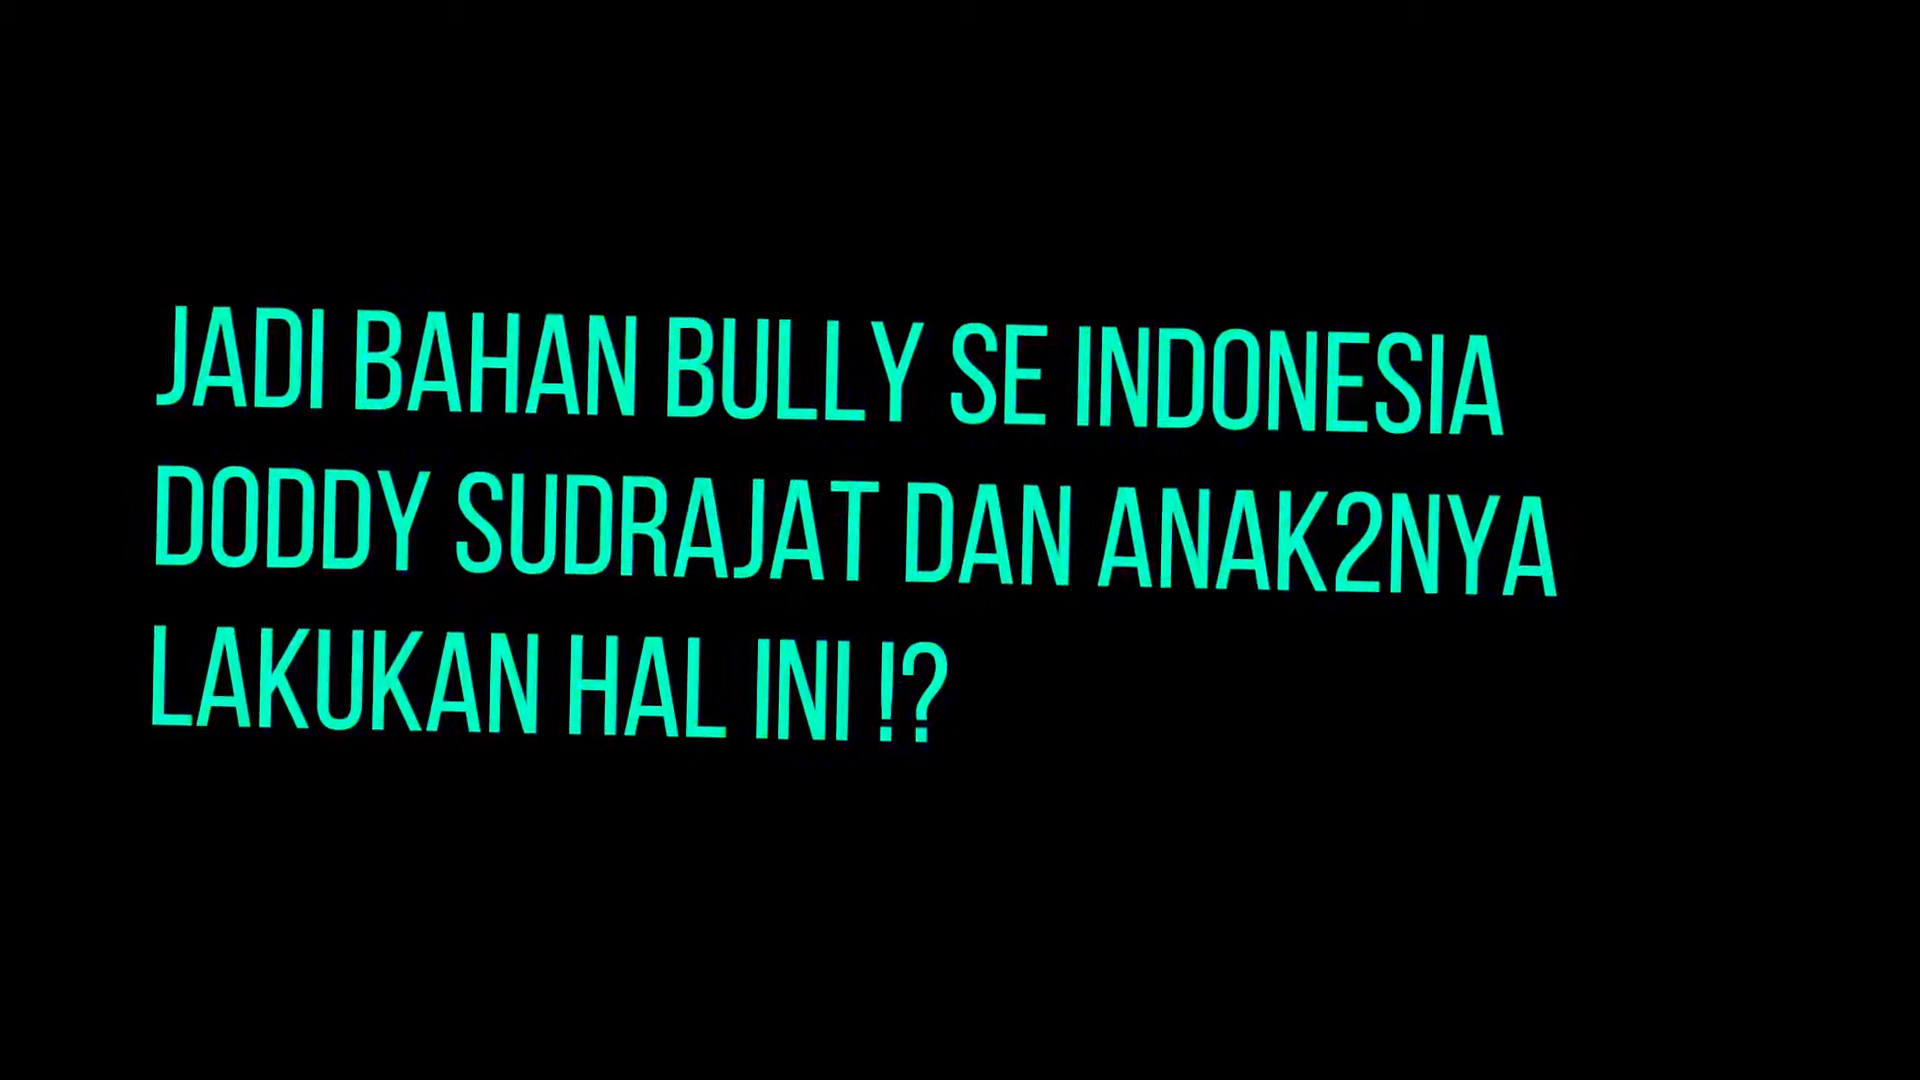 JADI BAHAN BULLY SE INDONESIA
DODDY SUDRAJAT DAN ANAK2NYA
LAKUKAN HAL INI !?